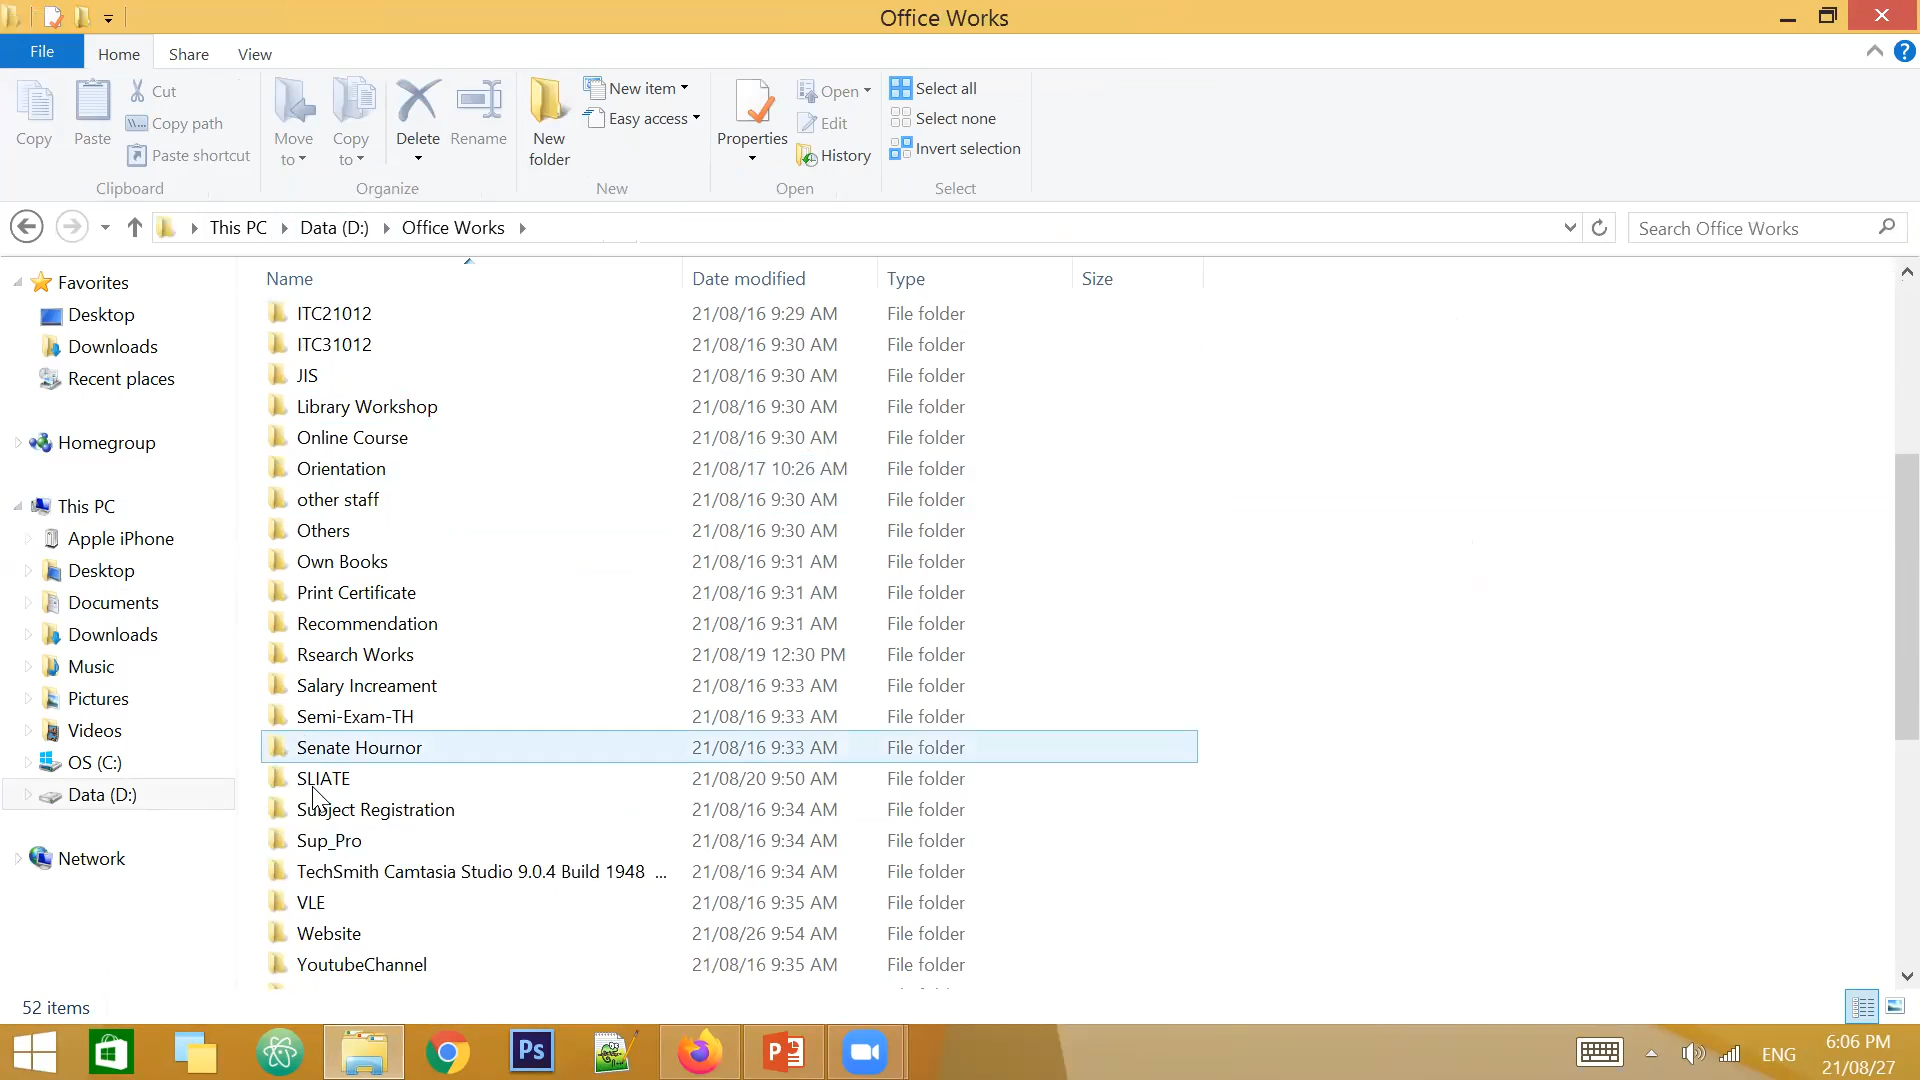 Office Works
File
Home
Share
View
Copy
Paste
Cut
Copy path
Paste shortcut
Clipboard
Move to
Copy to
Delete
Rename
Organize
New folder
New item
Easy access
New
Properties
Open
Edit
History
Open
Select all
Select none
Invert selection
Select
This PC
Data (D:)
Office Works
Search Office Works
Favorites
Desktop
Downloads
Recent places
Homegroup
This PC
Apple iPhone
Desktop
Documents
Downloads
Music
Pictures
Videos
OS (C:)
Data (D:)
Network
Name Date modified Type Size
ITC21012 21/08/16 9:29 AM File folder
ITC31012 21/08/16 9:30 AM File folder
JIS 21/08/16 9:30 AM File folder
Library Workshop 21/08/16 9:30 AM File folder
Online Course 21/08/16 9:30 AM File folder
Orientation 21/08/17 10:26 AM File folder
other staff 21/08/16 9:30 AM File folder
Others 21/08/16 9:30 AM File folder
Own Books 21/08/16 9:31 AM File folder
Print Certificate 21/08/16 9:31 AM File folder
Recommendation 21/08/16 9:31 AM File folder
Rsearch Works 21/08/19 12:30 PM File folder
Salary Increament 21/08/16 9:33 AM File folder
Semi-Exam-TH 21/08/16 9:33 AM File folder
Senate Hournor 21/08/16 9:33 AM File folder
SLIATE 21/08/20 9:50 AM File folder
Subject Registration 21/08/16 9:34 AM File folder
Sup_Pro 21/08/16 9:34 AM File folder
TechSmith Camtasia Studio 9.0.4 Build 1948 ... 21/08/16 9:34 AM File folder
VLE 21/08/16 9:35 AM File folder
Website 21/08/26 9:54 AM File folder
YoutubeChannel 21/08/16 9:35 AM File folder
52 items
Ps
ENG
6:06 PM
21/08/27